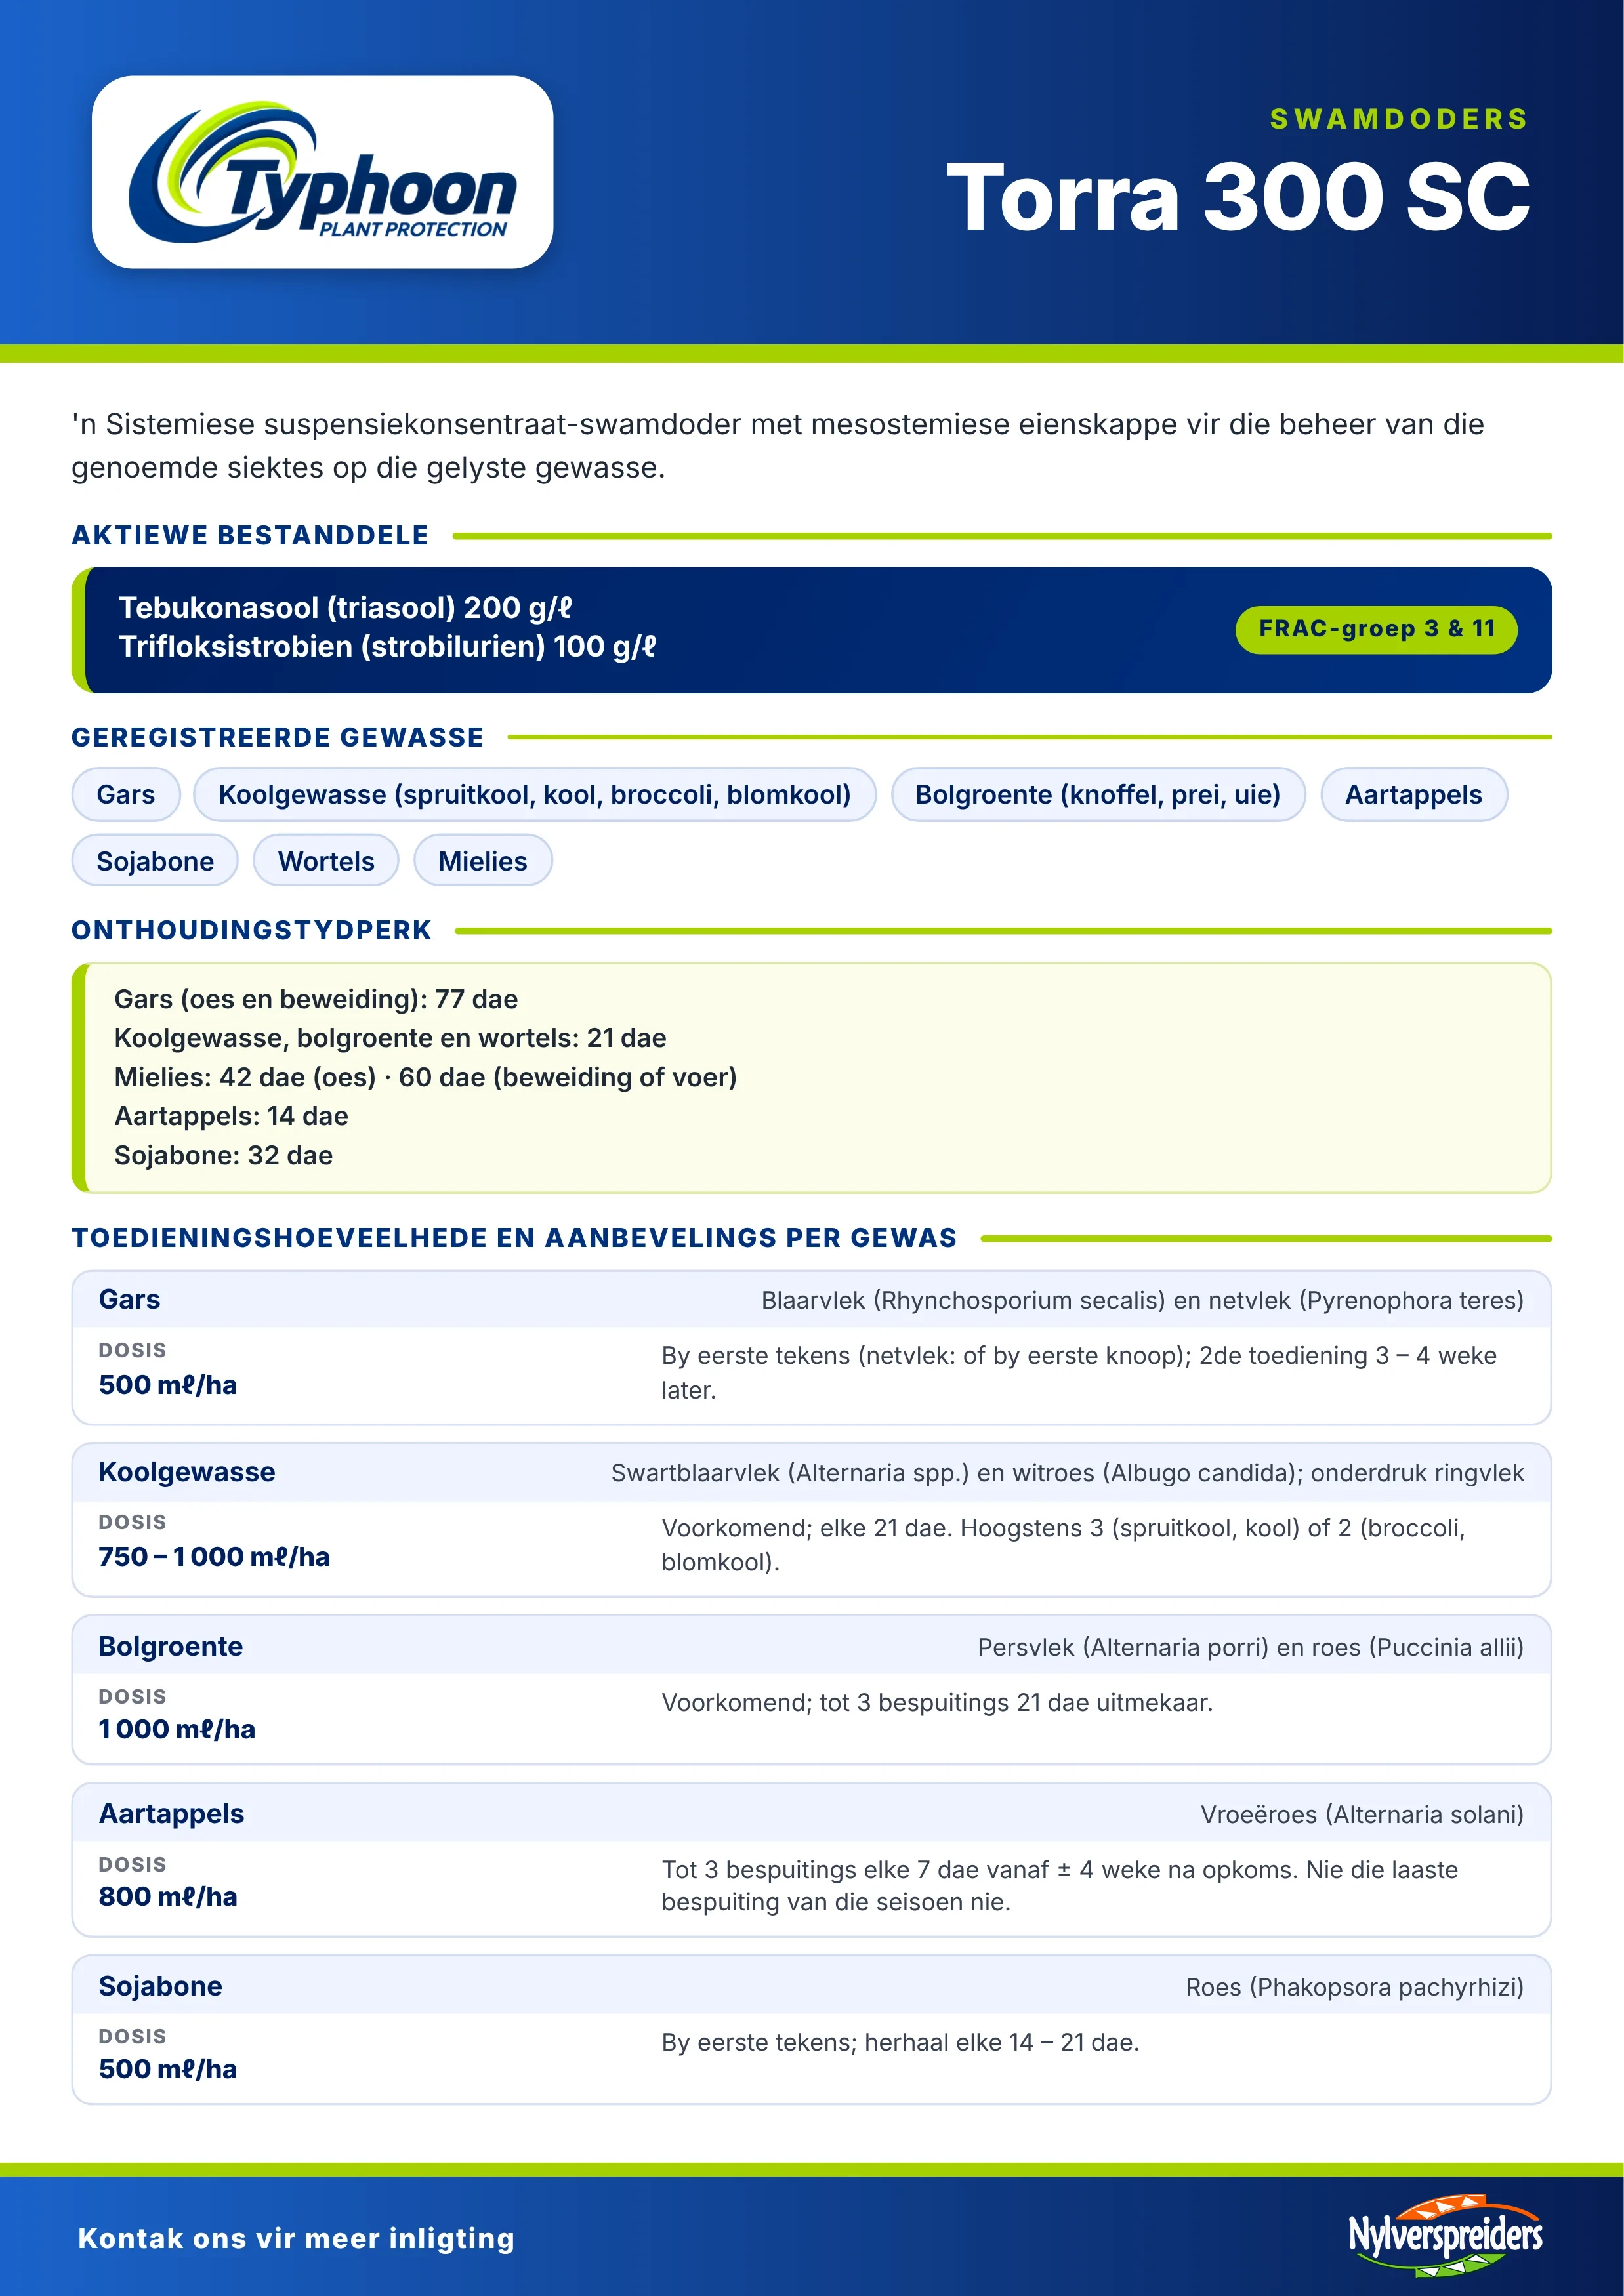 Typhoon
PLANT PROTECTION
SWAMDODERS
Torra 300 SC
'n Sistemiese suspensiekonsentraat-swamdoder met mesostemiese eienskappe vir die beheer van die
genoemde siektes op die gelyste gewasse.
AKTIEWE BESTANDDELE
Tebukonasool (triasool) 200 g/ℓ
Trifloksistrobien (strobilurien) 100 g/ℓ
FRAC-groep 3 & 11
GEREGISTREERDE GEWASSE
Gars
Koolgewasse (spruitkool, kool, broccoli, blomkool)
Bolgroente (knoffel, prei, uie)
Aartappels
Sojabone
Wortels
Mielies
ONTHOUDINGSTYDPERK
Gars (oes en beweiding): 77 dae
Koolgewasse, bolgroente en wortels: 21 dae
Mielies: 42 dae (oes) · 60 dae (beweiding of voer)
Aartappels: 14 dae
Sojabone: 32 dae
TOEDIENINGSHOEVEELHEDE EN AANBEVELINGS PER GEWAS
Gars
Blaarvlek (Rhynchosporium secalis) en netvlek (Pyrenophora teres)
DOSIS
500 mℓ/ha
By eerste tekens (netvlek: of by eerste knoop); 2de toediening 3 – 4 weke
later.
Koolgewasse
Swartblaarvlek (Alternaria spp.) en witroes (Albugo candida); onderdruk ringvlek
DOSIS
750 – 1 000 mℓ/ha
Voorkomend; elke 21 dae. Hoogstens 3 (spruitkool, kool) of 2 (broccoli,
blomkool).
Bolgroente
Persvlek (Alternaria porri) en roes (Puccinia allii)
DOSIS
1 000 mℓ/ha
Voorkomend; tot 3 bespuitings 21 dae uitmekaar.
Aartappels
Vroeëroes (Alternaria solani)
DOSIS
800 mℓ/ha
Tot 3 bespuitings elke 7 dae vanaf ± 4 weke na opkoms. Nie die laaste
bespuiting van die seisoen nie.
Sojabone
Roes (Phakopsora pachyrhizi)
DOSIS
500 mℓ/ha
By eerste tekens; herhaal elke 14 – 21 dae.
Kontak ons vir meer inligting
Nylverspreiders